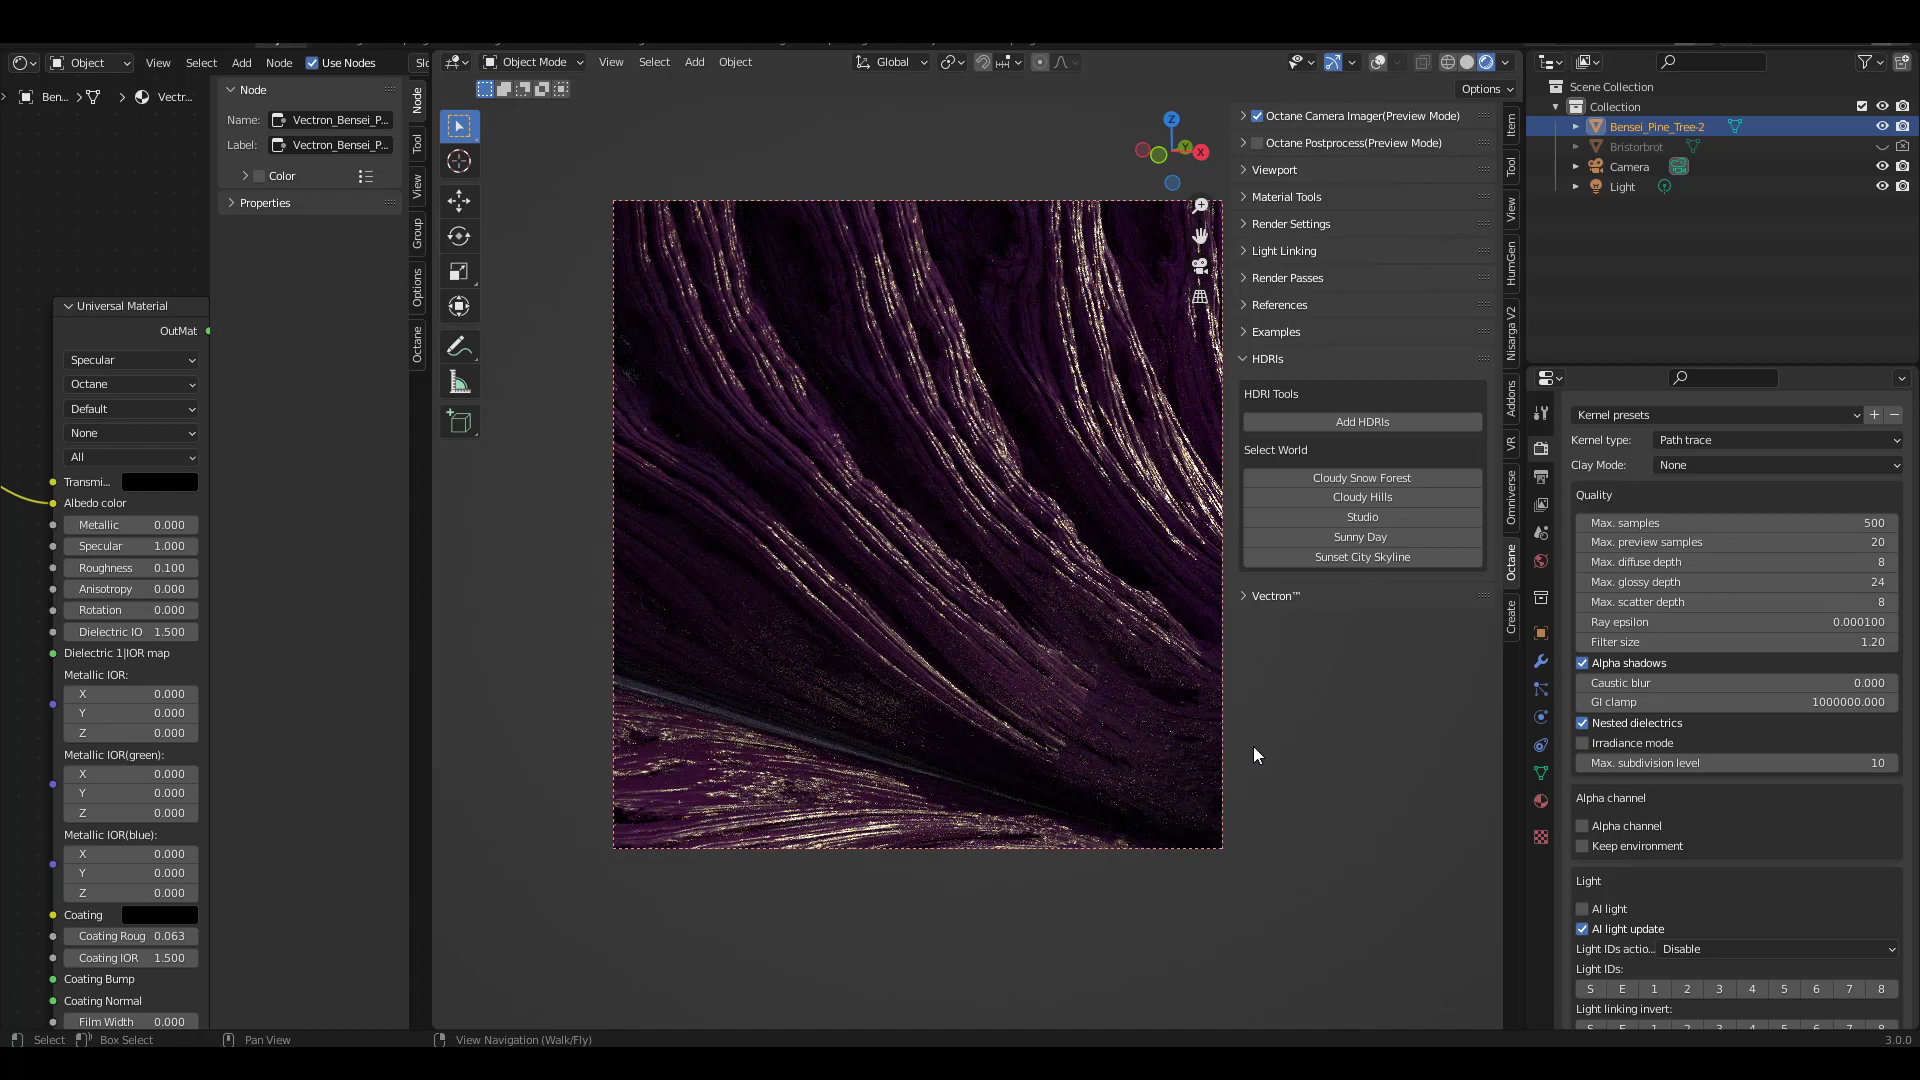 Object
View
Select
Add
Node
Use Nodes
Object Mode
View
Select
Add
Object
Global
Options
Ben...
Vectr...
Node
Name:
Vectron_Bensei_P...
Label:
Vectron_Bensei_P...
Color
Properties
Node
Tool
View
Group
Options
Octane
Universal Material
OutMat
Specular
Octane
Default
None
All
Transmi...
Albedo color
Metallic 0.000
Specular 1.000
Roughness 0.100
Anisotropy 0.000
Rotation 0.000
Dielectric IO 1.500
Dielectric 1|IOR map
Metallic IOR:
X 0.000
Y 0.000
Z 0.000
Metallic IOR(green):
X 0.000
Y 0.000
Z 0.000
Metallic IOR(blue):
X 0.000
Y 0.000
Z 0.000
Coating
Coating Roug 0.063
Coating IOR 1.500
Coating Bump
Coating Normal
Film Width 0.000
Z
Y
X
Octane Camera Imager(Preview Mode)
Octane Postprocess(Preview Mode)
Viewport
Material Tools
Render Settings
Light Linking
Render Passes
References
Examples
HDRIs
HDRI Tools
Add HDRIs
Select World
Cloudy Snow Forest
Cloudy Hills
Studio
Sunny Day
Sunset City Skyline
Vectron™
Item
Tool
View
HumGen
Nisarga V2
Addons
VR
Omniverse
Octane
Create
Scene Collection
Collection
Bensei_Pine_Tree-2
Bristorbrot
Camera
Light
Kernel presets
Kernel type: Path trace
Clay Mode: None
Quality
Max. samples 500
Max. preview samples 20
Max. diffuse depth 8
Max. glossy depth 24
Max. scatter depth 8
Ray epsilon 0.000100
Filter size 1.20
Alpha shadows
Caustic blur 0.000
GI clamp 1000000.000
Nested dielectrics
Irradiance mode
Max. subdivision level 10
Alpha channel
Alpha channel
Keep environment
Light
AI light
AI light update
Light IDs actio... Disable
Light IDs:
S E 1 2 3 4 5 6 7 8
Light linking invert:
S E 1 2 3 4 5 6 7 8
Select
Box Select
Pan View
View Navigation (Walk/Fly)
3.0.0